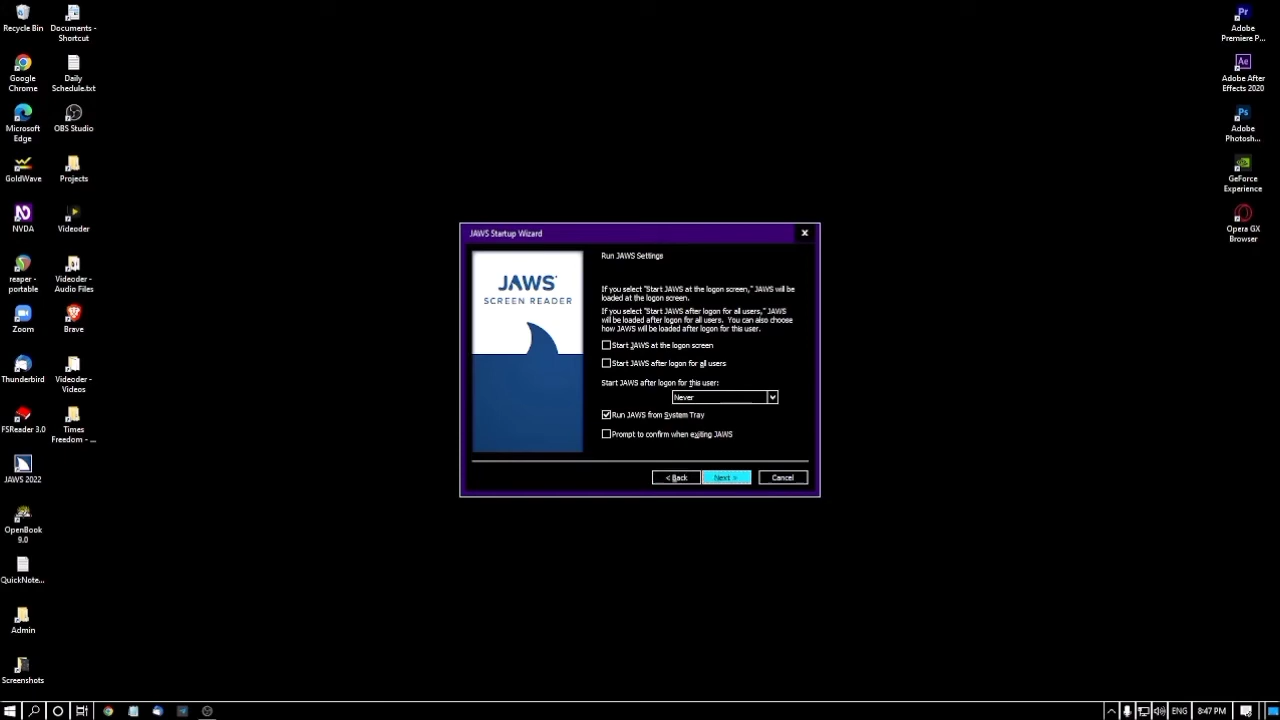 Recycle Bin
Documents -
Shortcut
Google
Chrome
Daily
Schedule.txt
Microsoft
Edge
OBS Studio
GoldWave
Projects
NVDA
Videoder
reaper -
portable
Videoder -
Audio Files
Zoom
Brave
Thunderbird
Videoder -
Videos
FSReader 3.0
Times
Freedom - ...
JAWS 2022
OpenBook
9.0
QuickNote...
Admin
Screenshots
Adobe
Premiere P...
Adobe After
Effects 2020
Adobe
Photosh...
GeForce
Experience
Opera GX
Browser
JAWS Startup Wizard
JAWS
SCREEN READER
Run JAWS Settings
If you select "Start JAWS at the logon screen," JAWS will be
loaded at the logon screen.
If you select "Start JAWS after logon for all users," JAWS
will be loaded after logon for all users. You can also choose
how JAWS will be loaded after logon for this user.
Start JAWS at the logon screen
Start JAWS after logon for all users
Start JAWS after logon for this user:
Never
Run JAWS from System Tray
Prompt to confirm when exiting JAWS
< Back
Next >
Cancel
ENG
8:47 PM